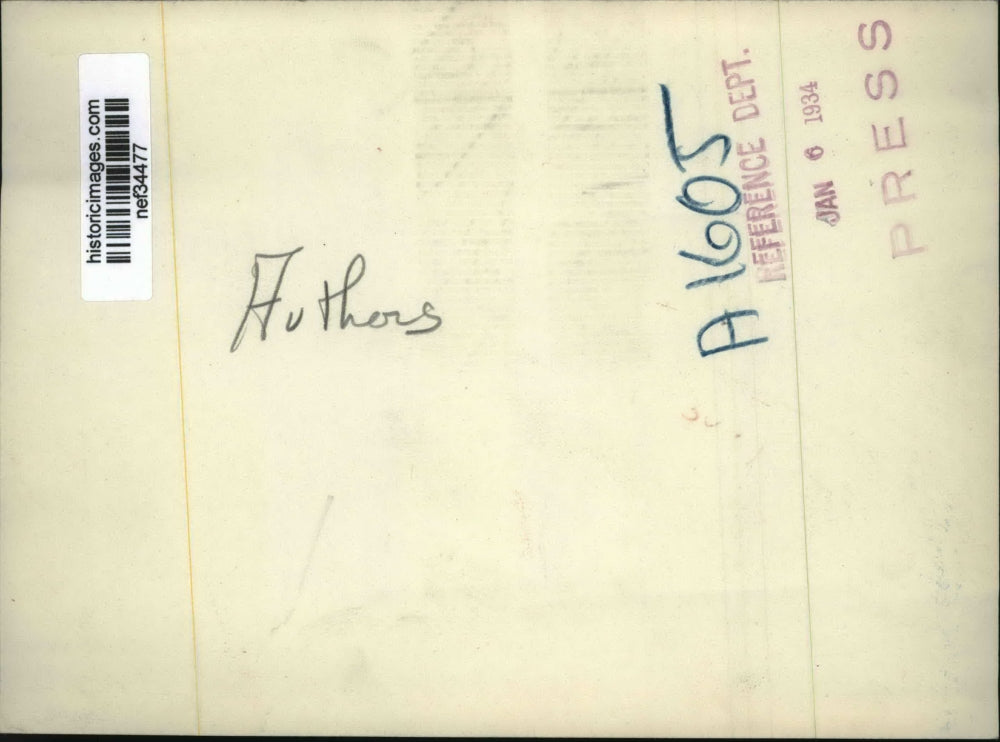 historicimages.com
nef34477
Authors
A 1605
REFERENCE DEPT.
JAN 6 1934
PRESS